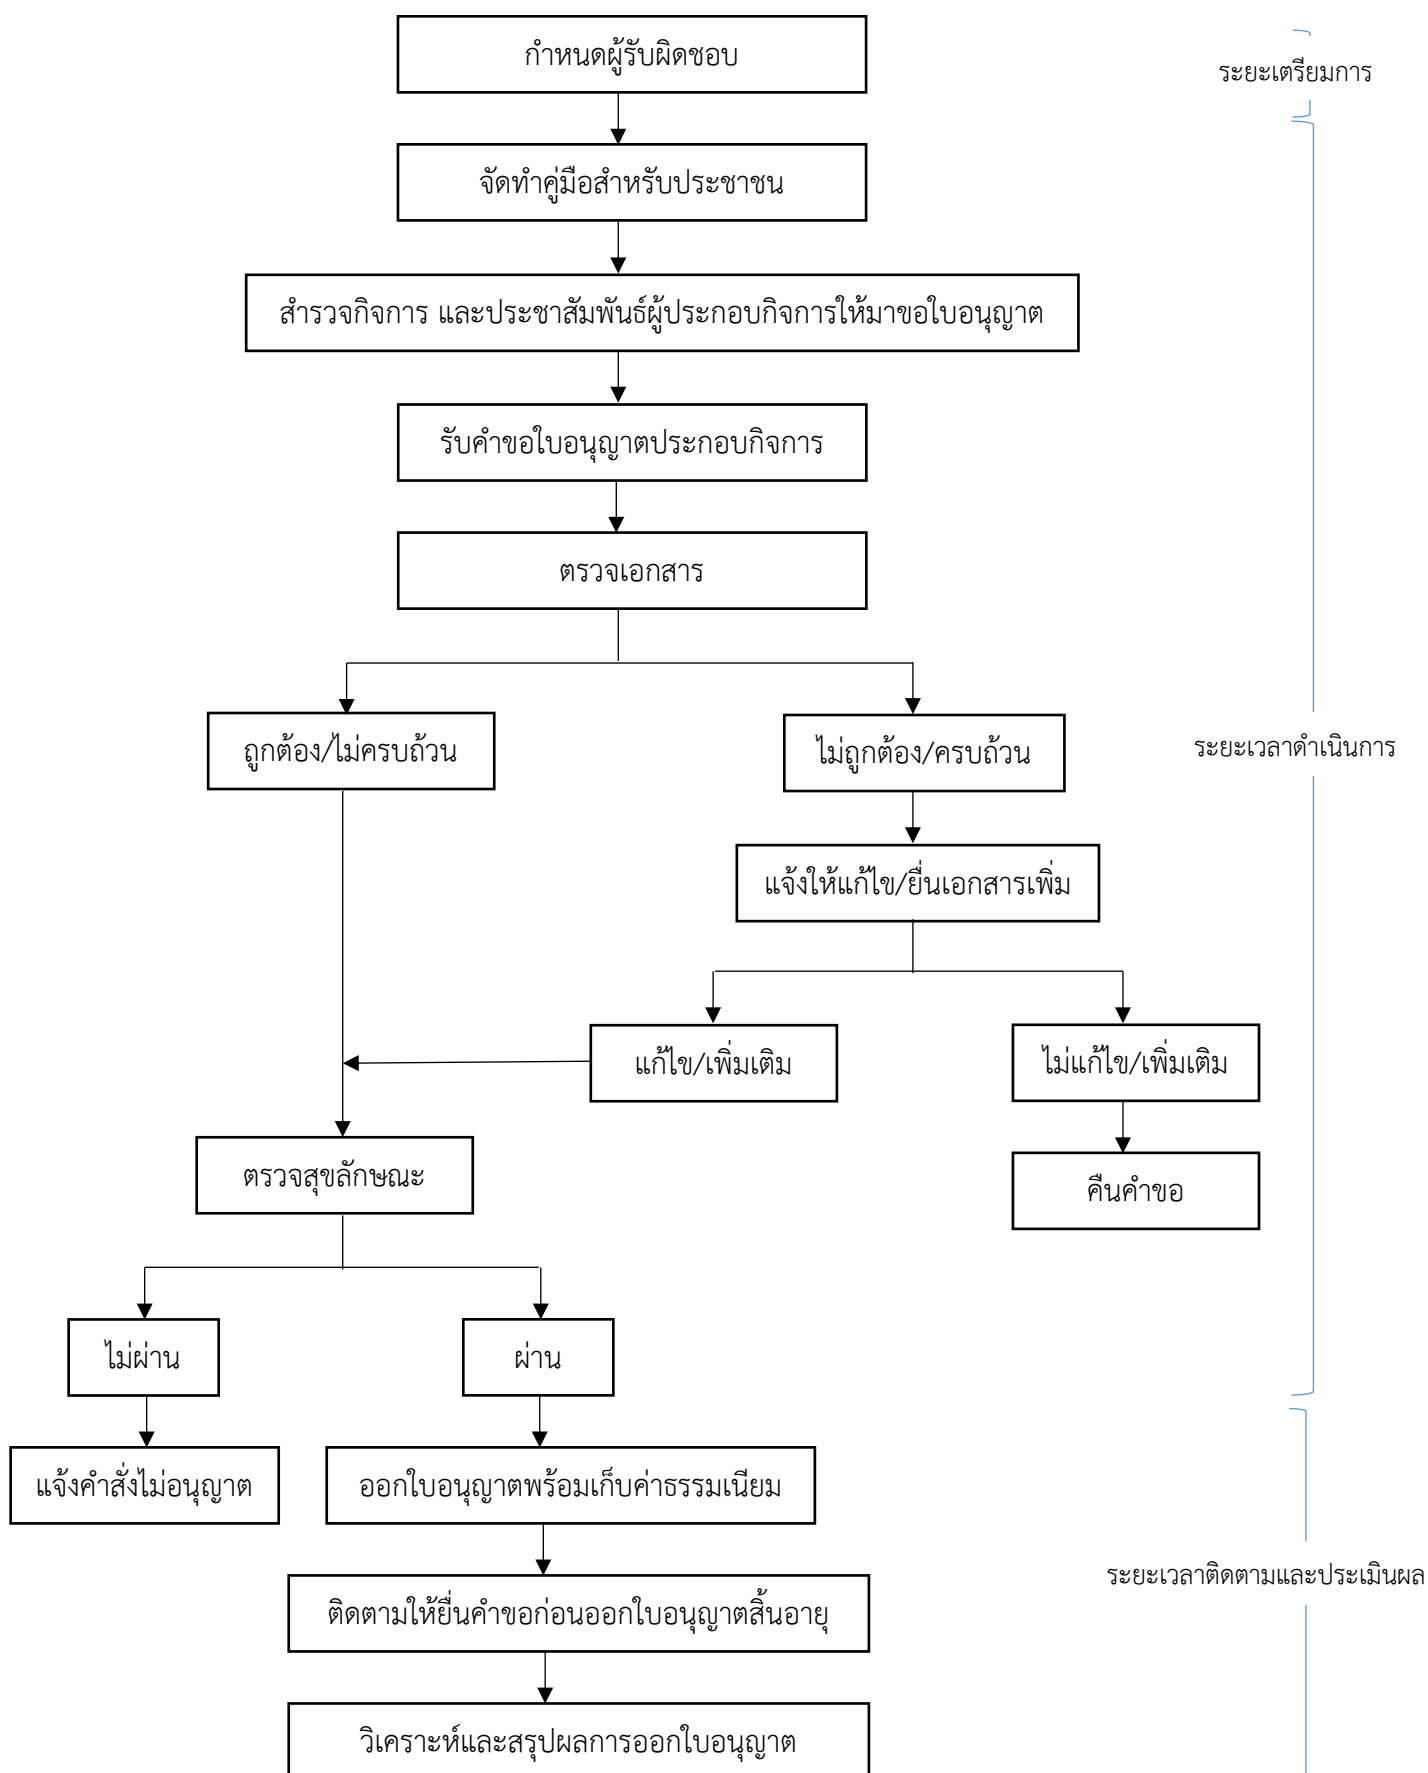 กำหนดผู้รับผิดชอบ
ระยะเตรียมการ
จัดทำคู่มือสำหรับประชาชน
สำรวจกิจการ และประชาสัมพันธ์ผู้ประกอบกิจการให้มาขอใบอนุญาต
รับคำขอใบอนุญาตประกอบกิจการ
ตรวจเอกสาร
ถูกต้อง/ไม่ครบถ้วน
ไม่ถูกต้อง/ครบถ้วน
ระยะเวลาดำเนินการ
แจ้งให้แก้ไข/ยื่นเอกสารเพิ่ม
แก้ไข/เพิ่มเติม
ไม่แก้ไข/เพิ่มเติม
ตรวจสุขลักษณะ
คืนคำขอ
ไม่ผ่าน
ผ่าน
แจ้งคำสั่งไม่อนุญาต
ออกใบอนุญาตพร้อมเก็บค่าธรรมเนียม
ระยะเวลาติดตามและประเมินผล
ติดตามให้ยื่นคำขอก่อนออกใบอนุญาตสิ้นอายุ
วิเคราะห์และสรุปผลการออกใบอนุญาต